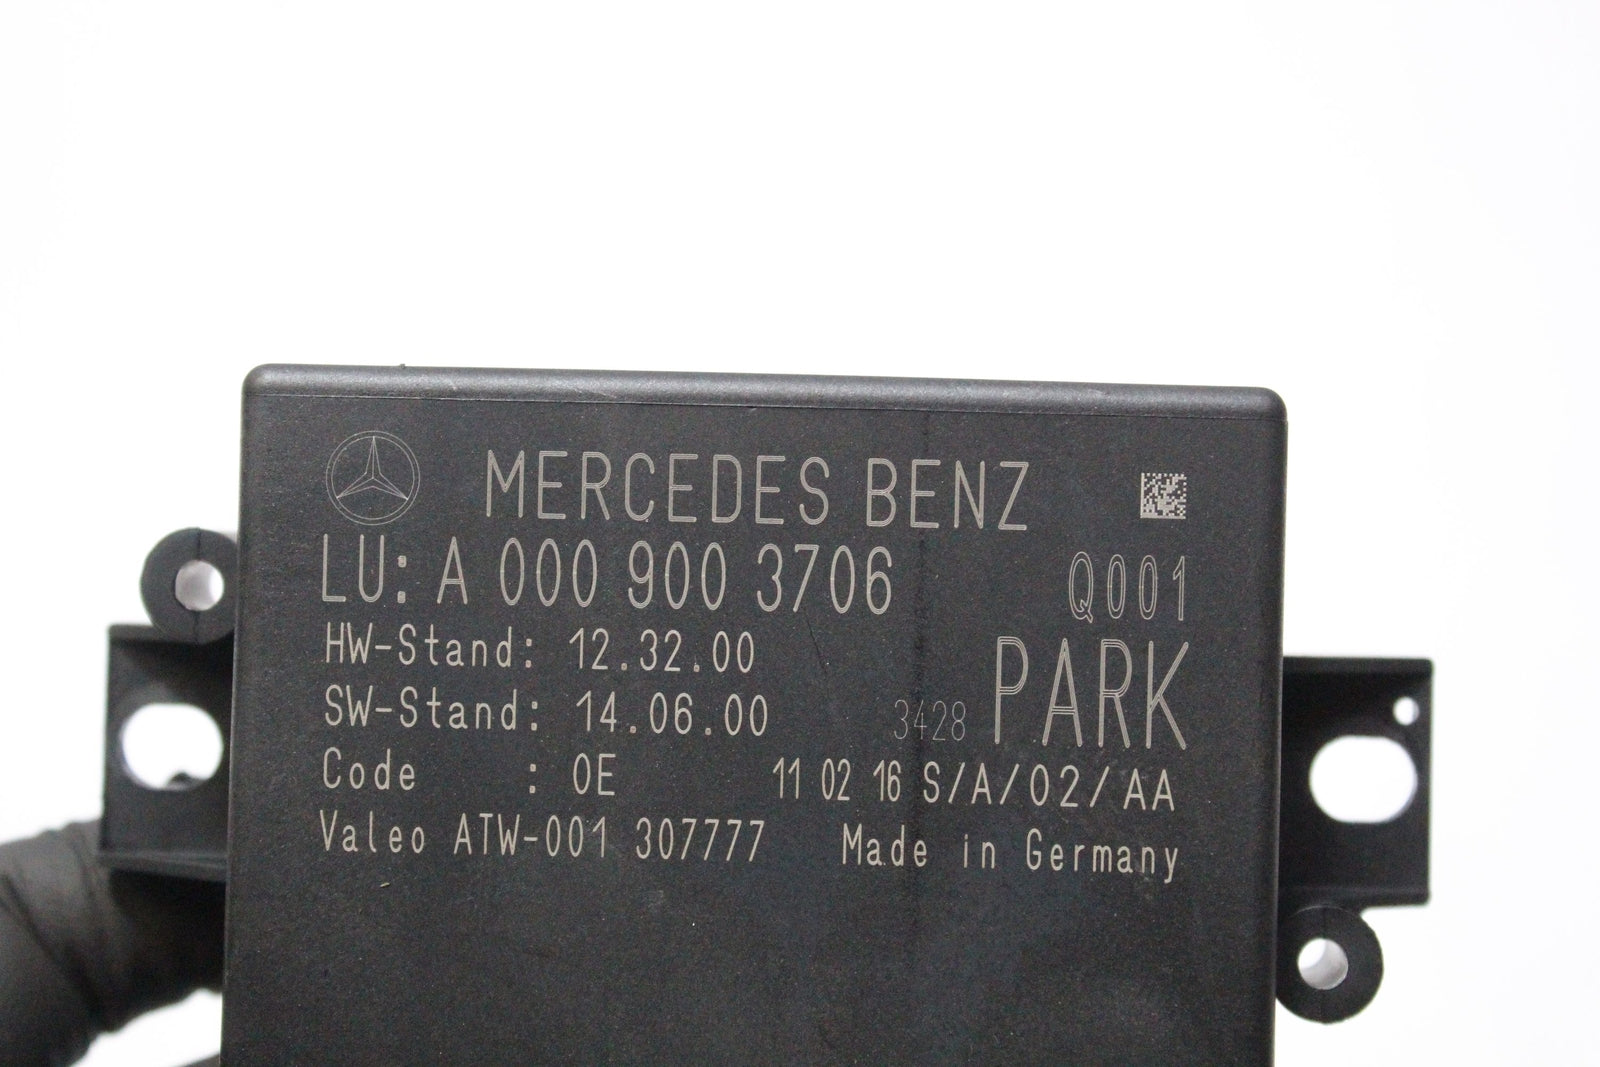 MERCEDES BENZ
LU: A 000 900 3706 Q001
HW-Stand: 12.32.00
SW-Stand: 14.06.00 3428 PARK
Code : 0E 11 02 16 S/A/02/AA
Valeo ATW-001 307777 Made in Germany